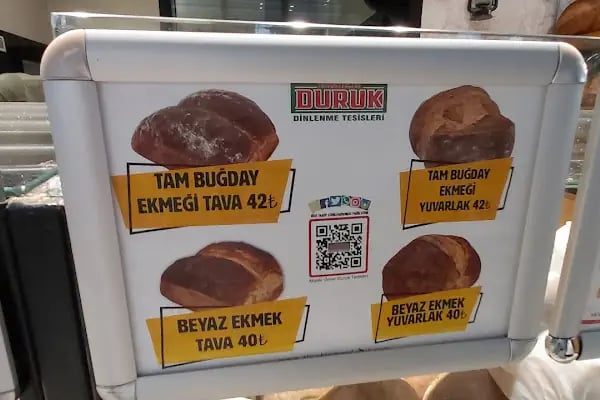 DURUK
DİNLENME TESİSLERİ
TAM BUĞDAY
EKMEĞİ TAVA 42₺
TAM BUĞDAY
EKMEĞİ
YUVARLAK 42₺
BEYAZ EKMEK
TAVA 40₺
BEYAZ EKMEK
YUVARLAK 40₺